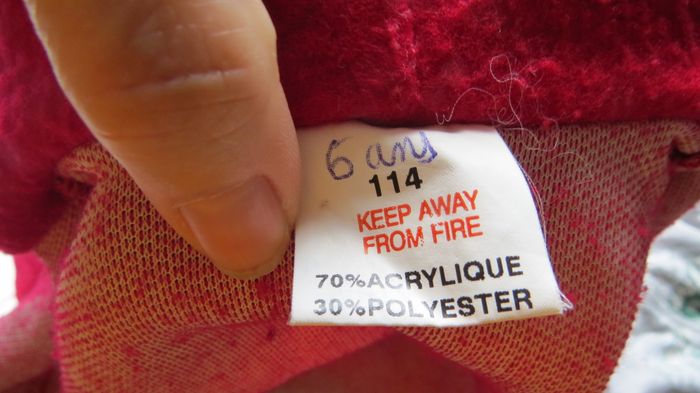 6 ans
114
KEEP AWAY
FROM FIRE
70%ACRYLIQUE
30%POLYESTER